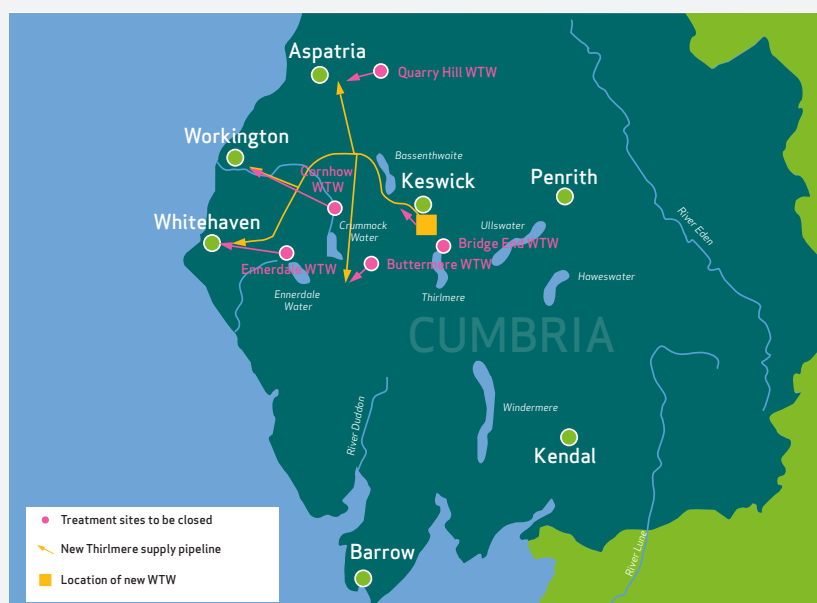 Aspatria
Quarry Hill WTW
Workington
Bassenthwaite
Cornhow
WTW
Keswick
Penrith
Whitehaven
Crummock
Water
Ullswater
River Eden
Bridge End WTW
Buttermere WTW
Ennerdale WTW
Haweswater
Ennerdale
Water
Thirlmere
CUMBRIA
River Duddon
Windermere
Kendal
River Lune
Barrow
Treatment sites to be closed
New Thirlmere supply pipeline
Location of new WTW